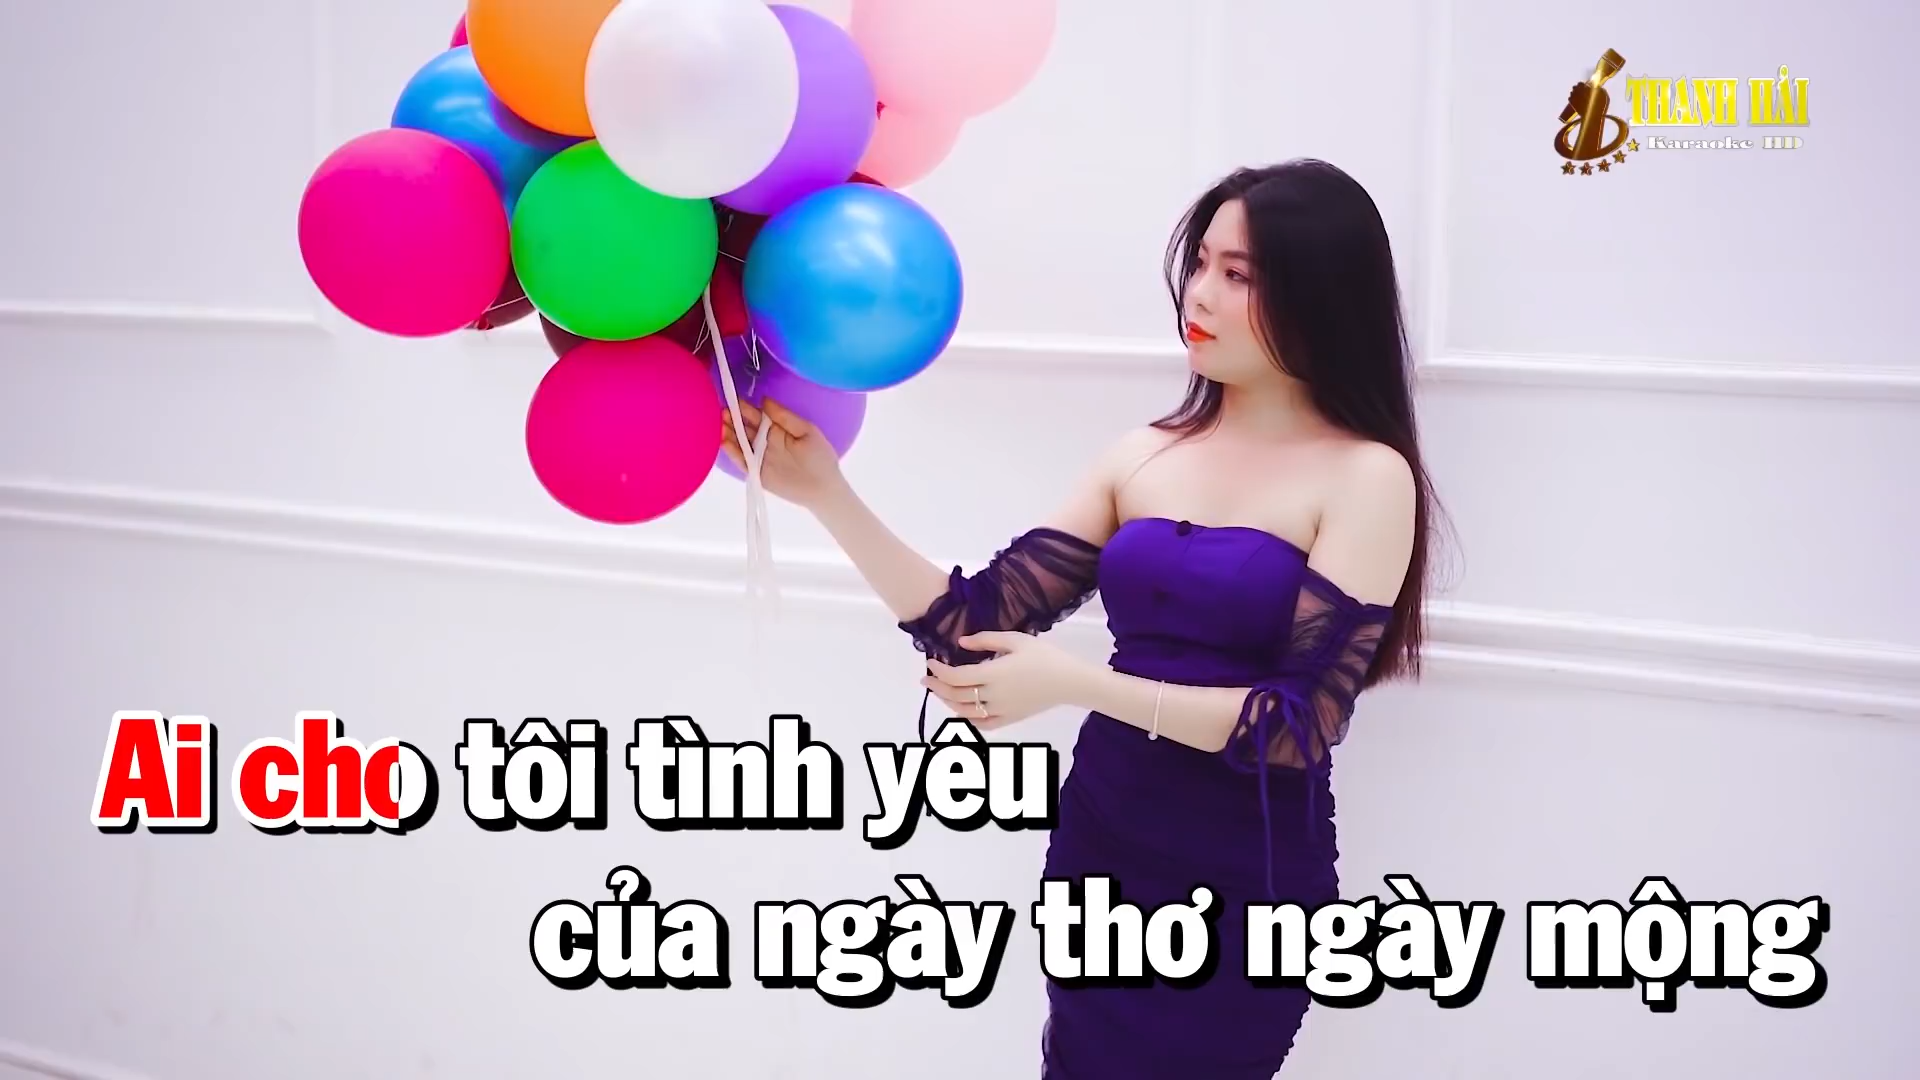 THANH HẢI
Karaoke HD
Ai cho tôi tình yêu
của ngày thơ ngày mộng